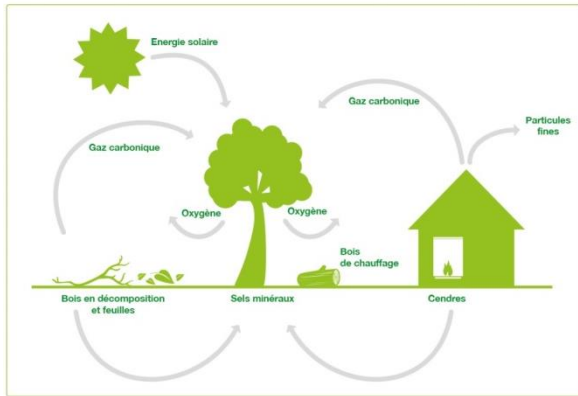 Energie solaire
Gaz carbonique
Particules
fines
Gaz carbonique
Oxygène
Oxygène
Bois
de chauffage
Bois en décomposition
et feuilles
Sels minéraux
Cendres